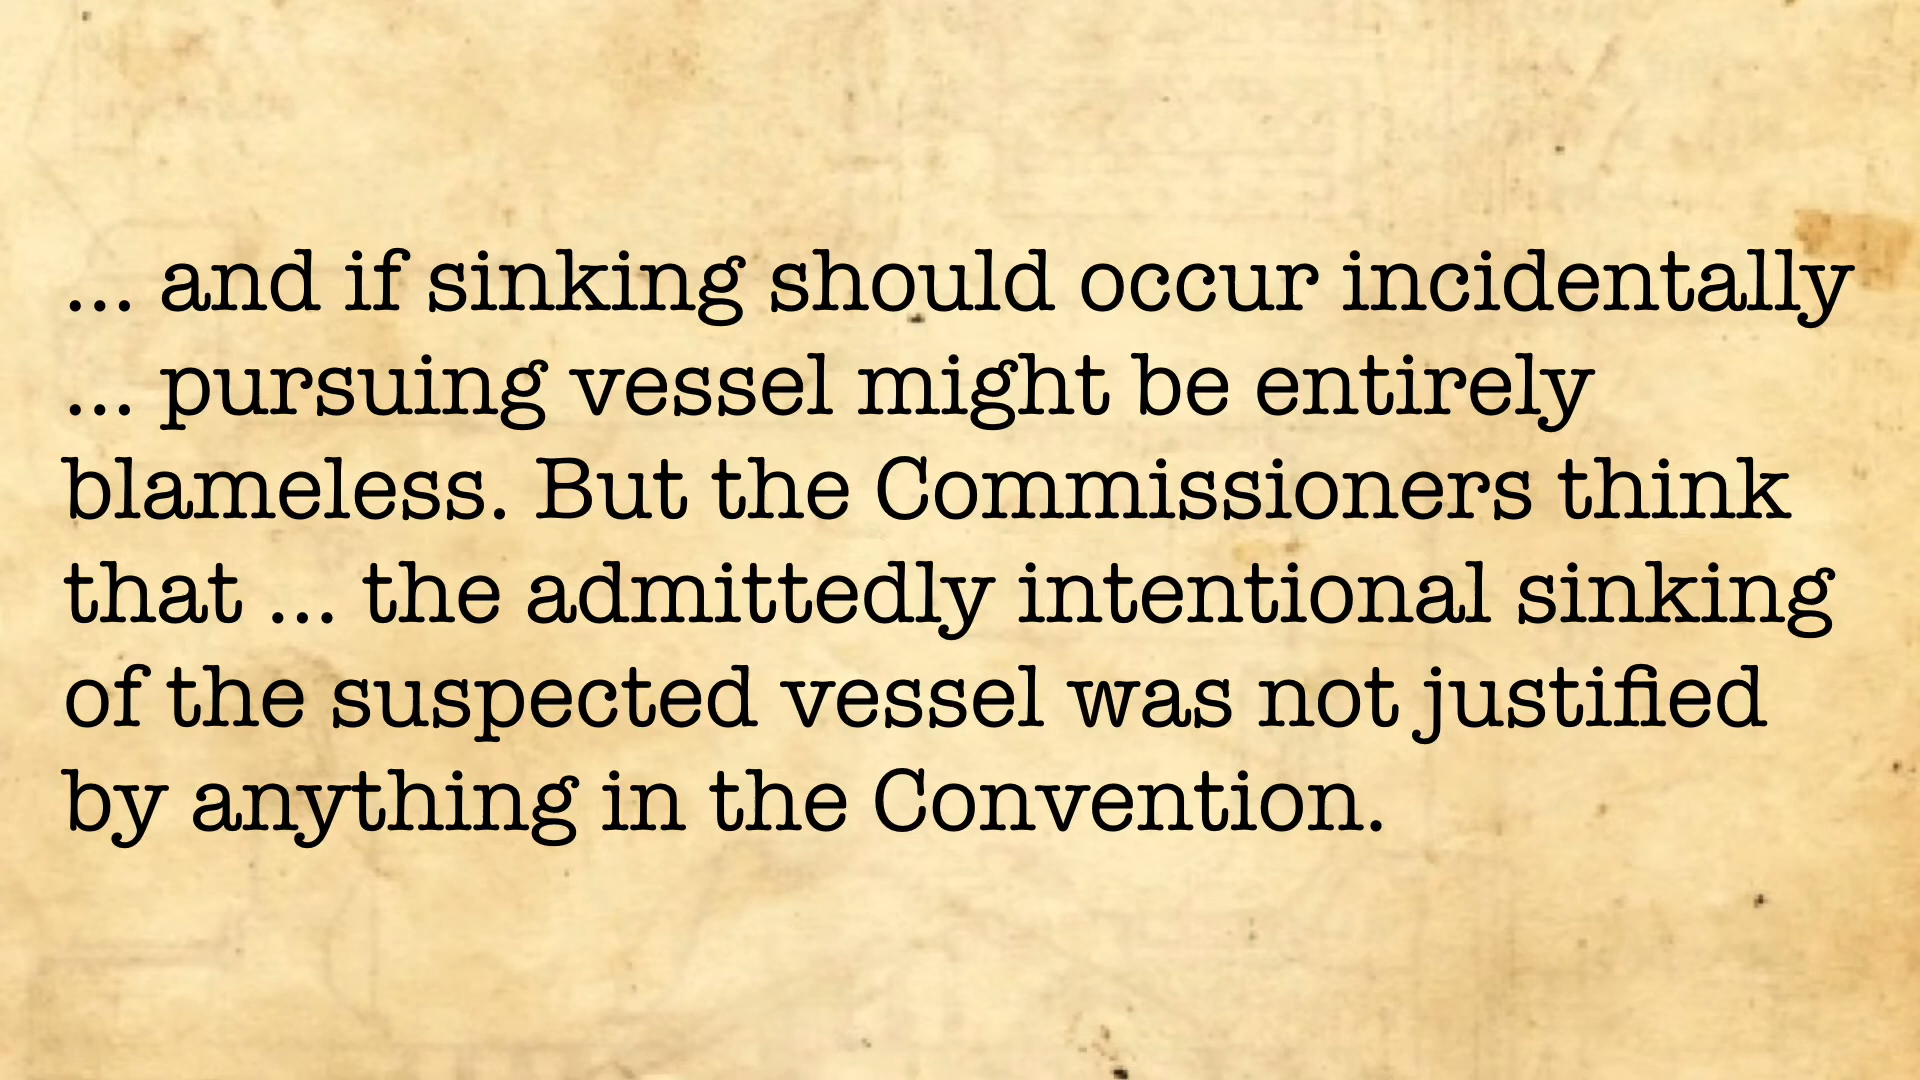 ... and if sinking should occur incidentally
... pursuing vessel might be entirely
blameless. But the Commissioners think
that ... the admittedly intentional sinking
of the suspected vessel was not justified
by anything in the Convention.